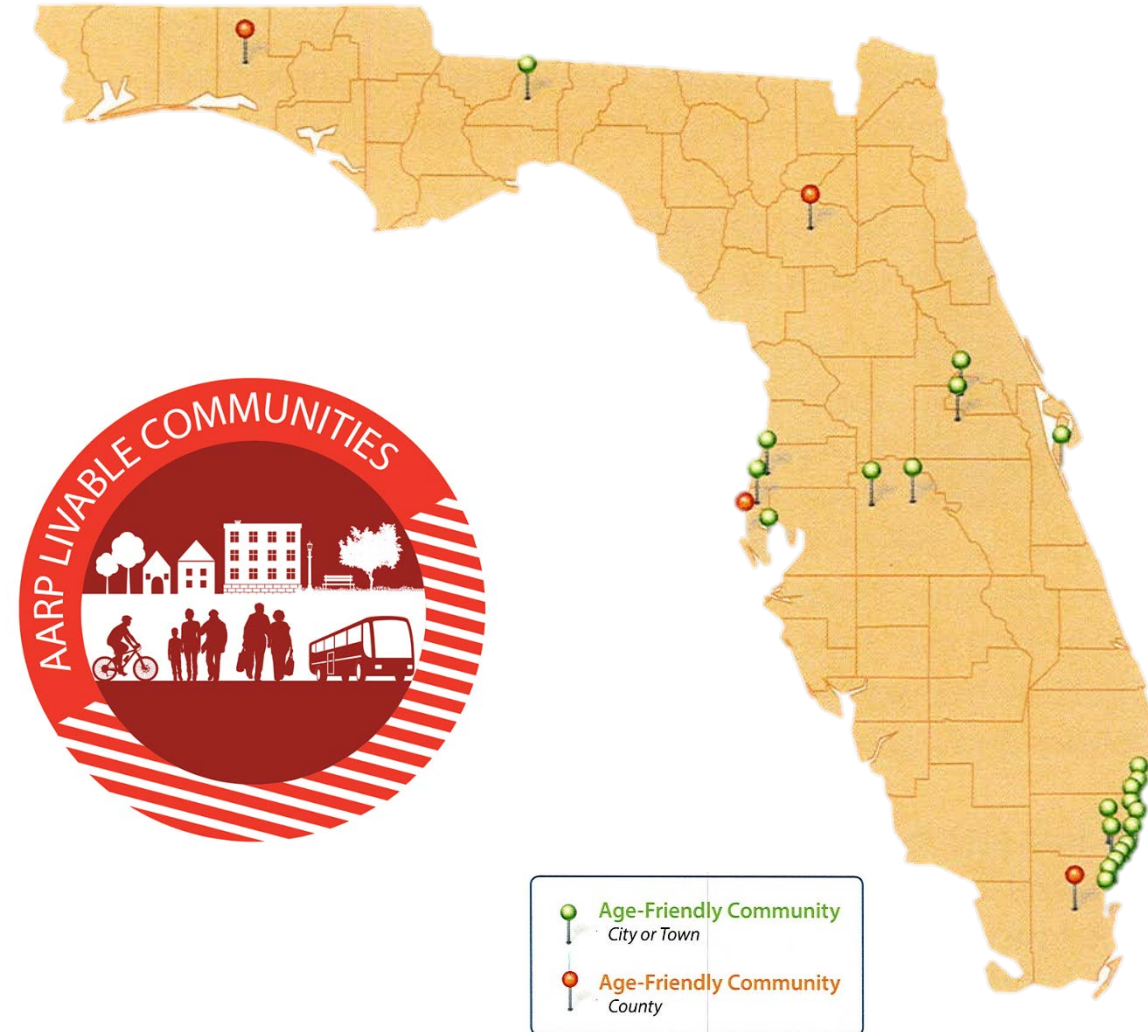 AARP LIVABLE COMMUNITIES
Age-Friendly Community
City or Town
Age-Friendly Community
County